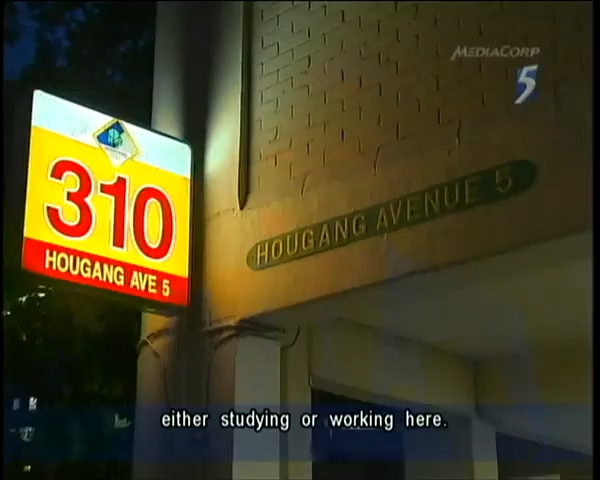 MEDIACORP
5
310
HOUGANG AVE 5
HOUGANG AVENUE 5
either studying or working here.